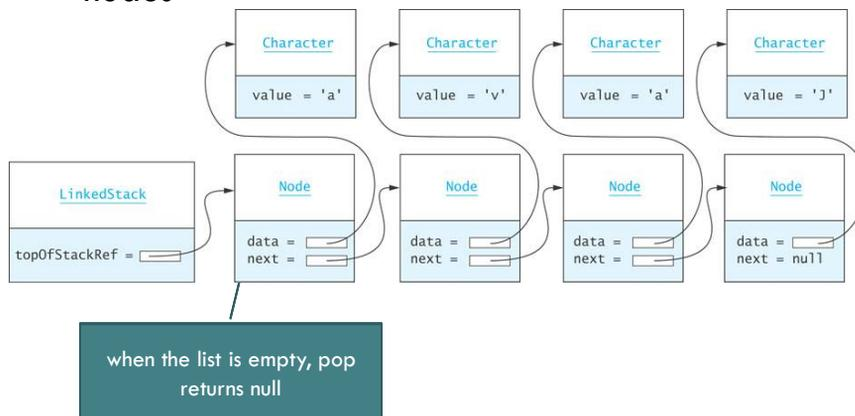 Character Character Character Character
value = 'a' value = 'v' value = 'a' value = 'J'
LinkedStack Node Node Node Node
topOfStackRef = data = data = data = data =
next = next = next = next = null
when the list is empty, pop
returns null